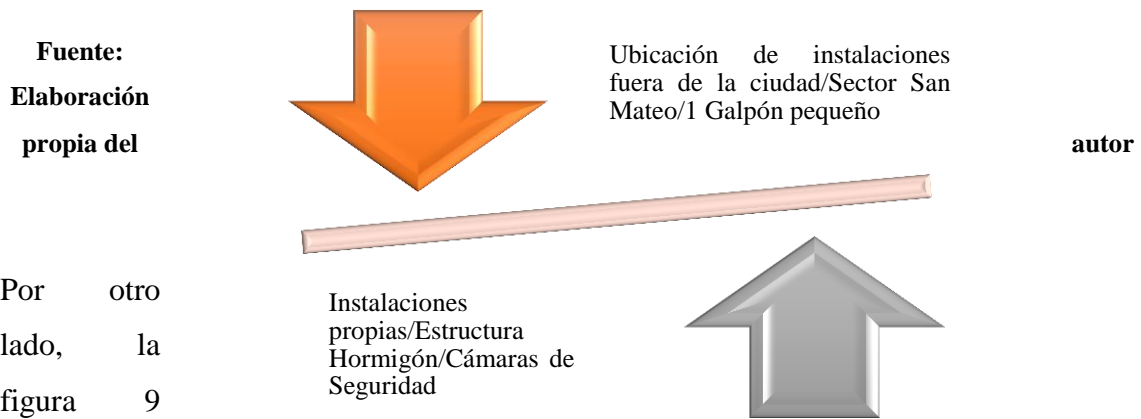 Fuente:
Elaboración
propia del autor
Ubicación de instalaciones
fuera de la ciudad/Sector San
Mateo/1 Galpón pequeño
Instalaciones
propias/Estructura
Hormigón/Cámaras de
Seguridad
Por otro
lado, la
figura 9